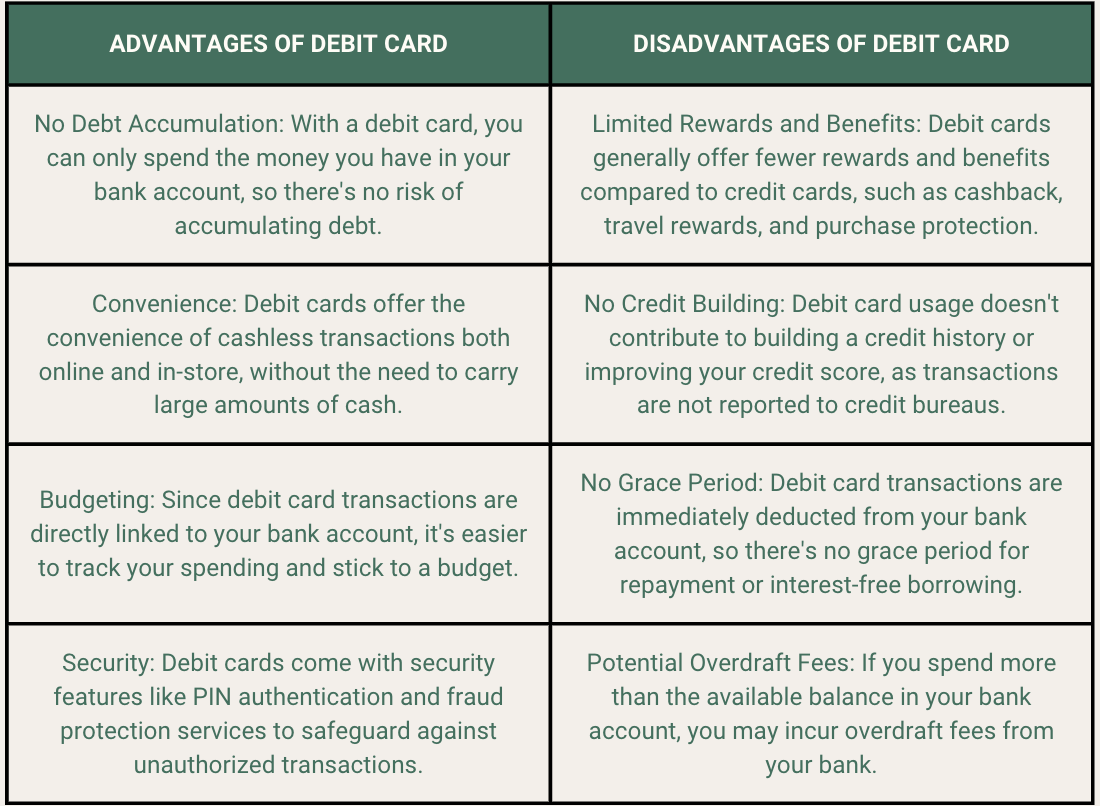 ADVANTAGES OF DEBIT CARD
DISADVANTAGES OF DEBIT CARD
No Debt Accumulation: With a debit card, you
can only spend the money you have in your
bank account, so there's no risk of
accumulating debt.
Limited Rewards and Benefits: Debit cards
generally offer fewer rewards and benefits
compared to credit cards, such as cashback,
travel rewards, and purchase protection.
Convenience: Debit cards offer the
convenience of cashless transactions both
online and in-store, without the need to carry
large amounts of cash.
No Credit Building: Debit card usage doesn't
contribute to building a credit history or
improving your credit score, as transactions
are not reported to credit bureaus.
Budgeting: Since debit card transactions are
directly linked to your bank account, it's easier
to track your spending and stick to a budget.
No Grace Period: Debit card transactions are
immediately deducted from your bank
account, so there's no grace period for
repayment or interest-free borrowing.
Security: Debit cards come with security
features like PIN authentication and fraud
protection services to safeguard against
unauthorized transactions.
Potential Overdraft Fees: If you spend more
than the available balance in your bank
account, you may incur overdraft fees from
your bank.